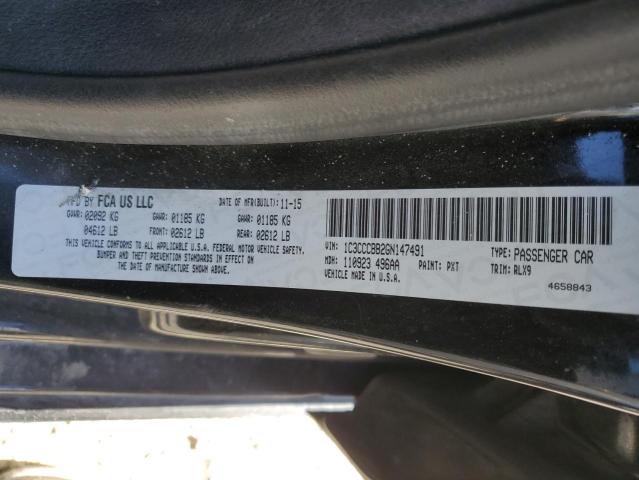 MFD BY FCA US LLC DATE OF MFR(BUILT): 11-15
GVWR: 02092 KG GAWR: 01185 KG GAWR: 01185 KG
04612 LB FRONT: 02612 LB REAR: 02612 LB
THIS VEHICLE CONFORMS TO ALL APPLICABLE U.S.A. FEDERAL MOTOR VEHICLE SAFETY,
BUMPER AND THEFT PREVENTION STANDARDS IN EFFECT ON
THE DATE OF MANUFACTURE SHOWN ABOVE.
VIN: 1C3CCCBB2GN147491 TYPE: PASSENGER CAR
MDH: 110923 496AA PAINT: PXT TRIM: RLX9
VEHICLE MADE IN U.S.A.
4658843